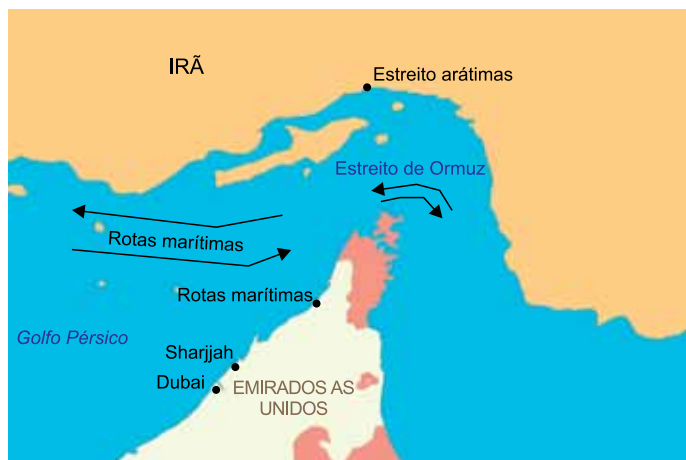 IRÃ
Estreito arátimas
Estreito de Ormuz
Rotas marítimas
Rotas marítimas
Golfo Pérsico
Sharjjah
Dubai
EMIRADOS AS
UNIDOS